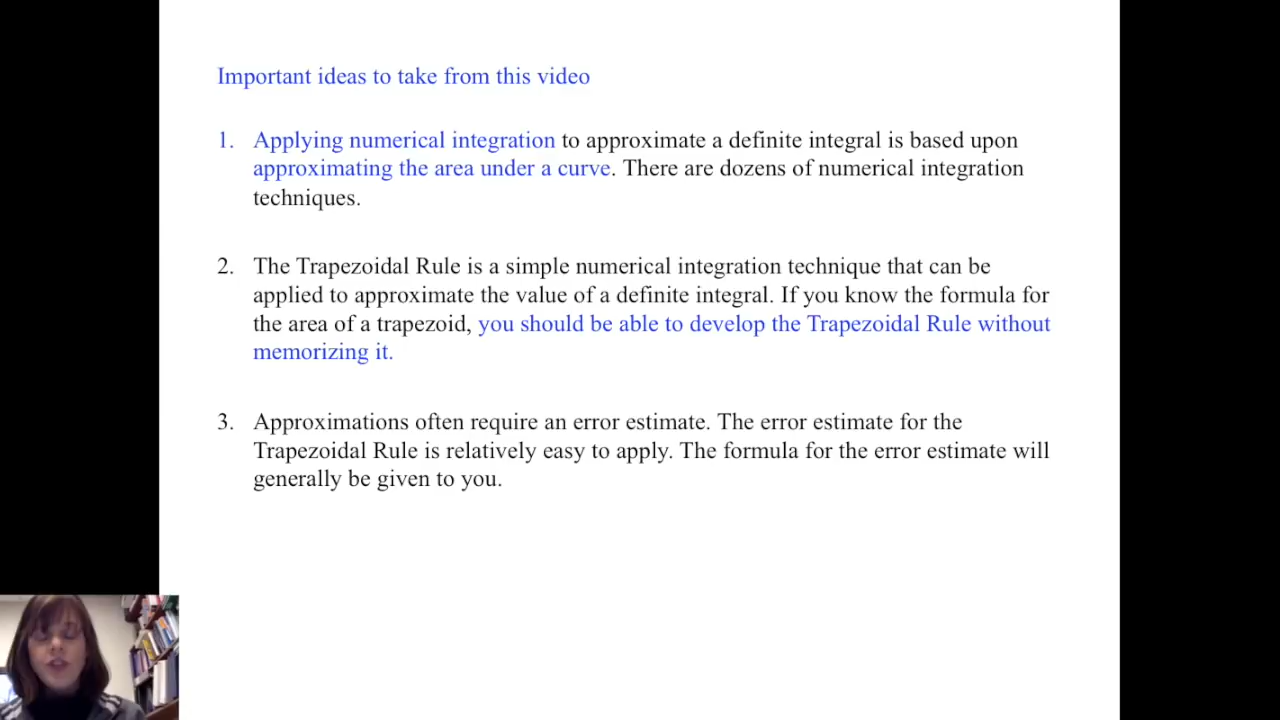 Important ideas to take from this video
1. Applying numerical integration to approximate a definite integral is based upon
approximating the area under a curve. There are dozens of numerical integration
techniques.
2. The Trapezoidal Rule is a simple numerical integration technique that can be
applied to approximate the value of a definite integral. If you know the formula for
the area of a trapezoid, you should be able to develop the Trapezoidal Rule without
memorizing it.
3. Approximations often require an error estimate. The error estimate for the
Trapezoidal Rule is relatively easy to apply. The formula for the error estimate will
generally be given to you.